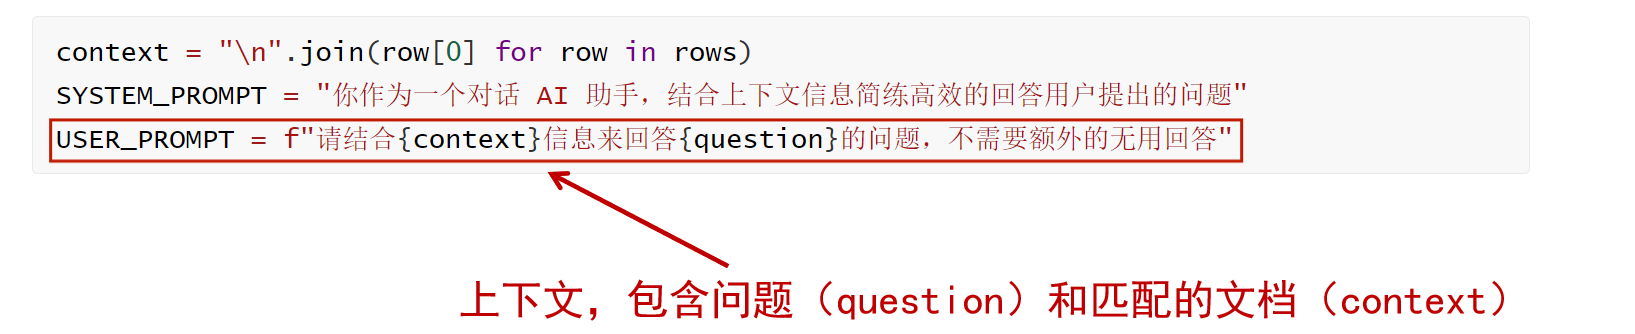 context = "\n".join(row[0] for row in rows)
SYSTEM_PROMPT = "你作为一个对话 AI 助手，结合上下文信息简练高效的回答用户提出的问题"
USER_PROMPT = f"请结合{context}信息来回答{question}的问题，不需要额外的无用回答"
上下文，包含问题（question）和匹配的文档（context）